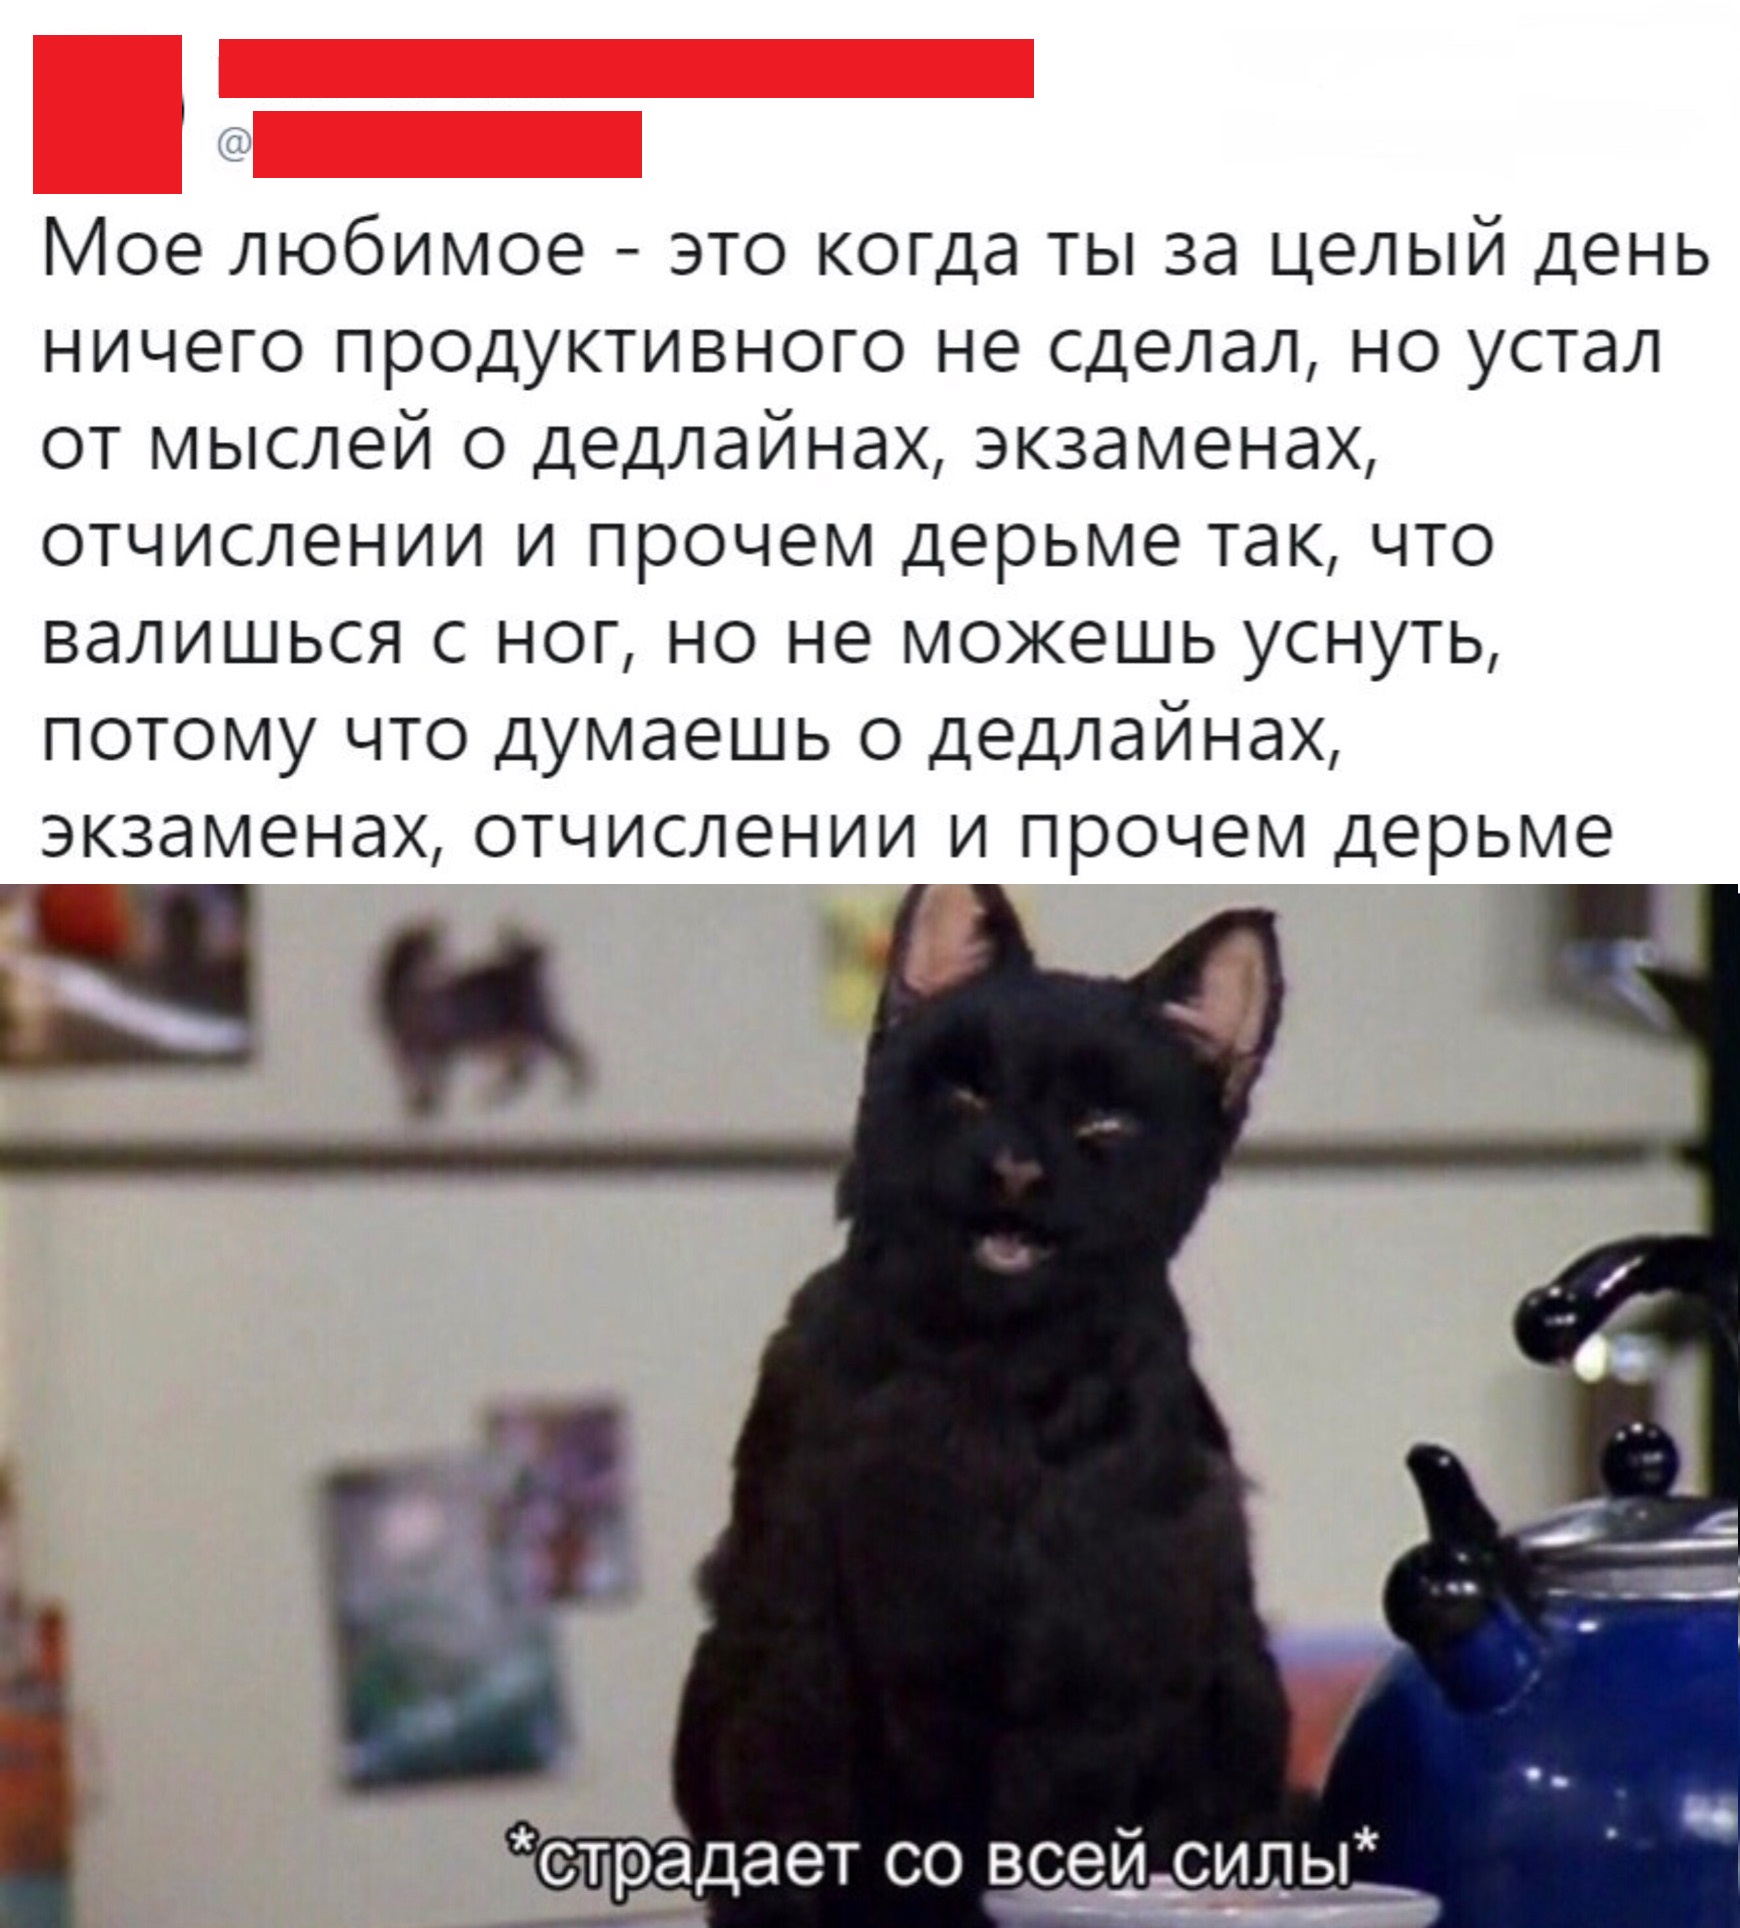 @
Мое любимое - это когда ты за целый день
ничего продуктивного не сделал, но устал
от мыслей о дедлайнах, экзаменах,
отчислении и прочем дерьме так, что
валишься с ног, но не можешь уснуть,
потому что думаешь о дедлайнах,
экзаменах, отчислении и прочем дерьме
*страдает со всей силы*